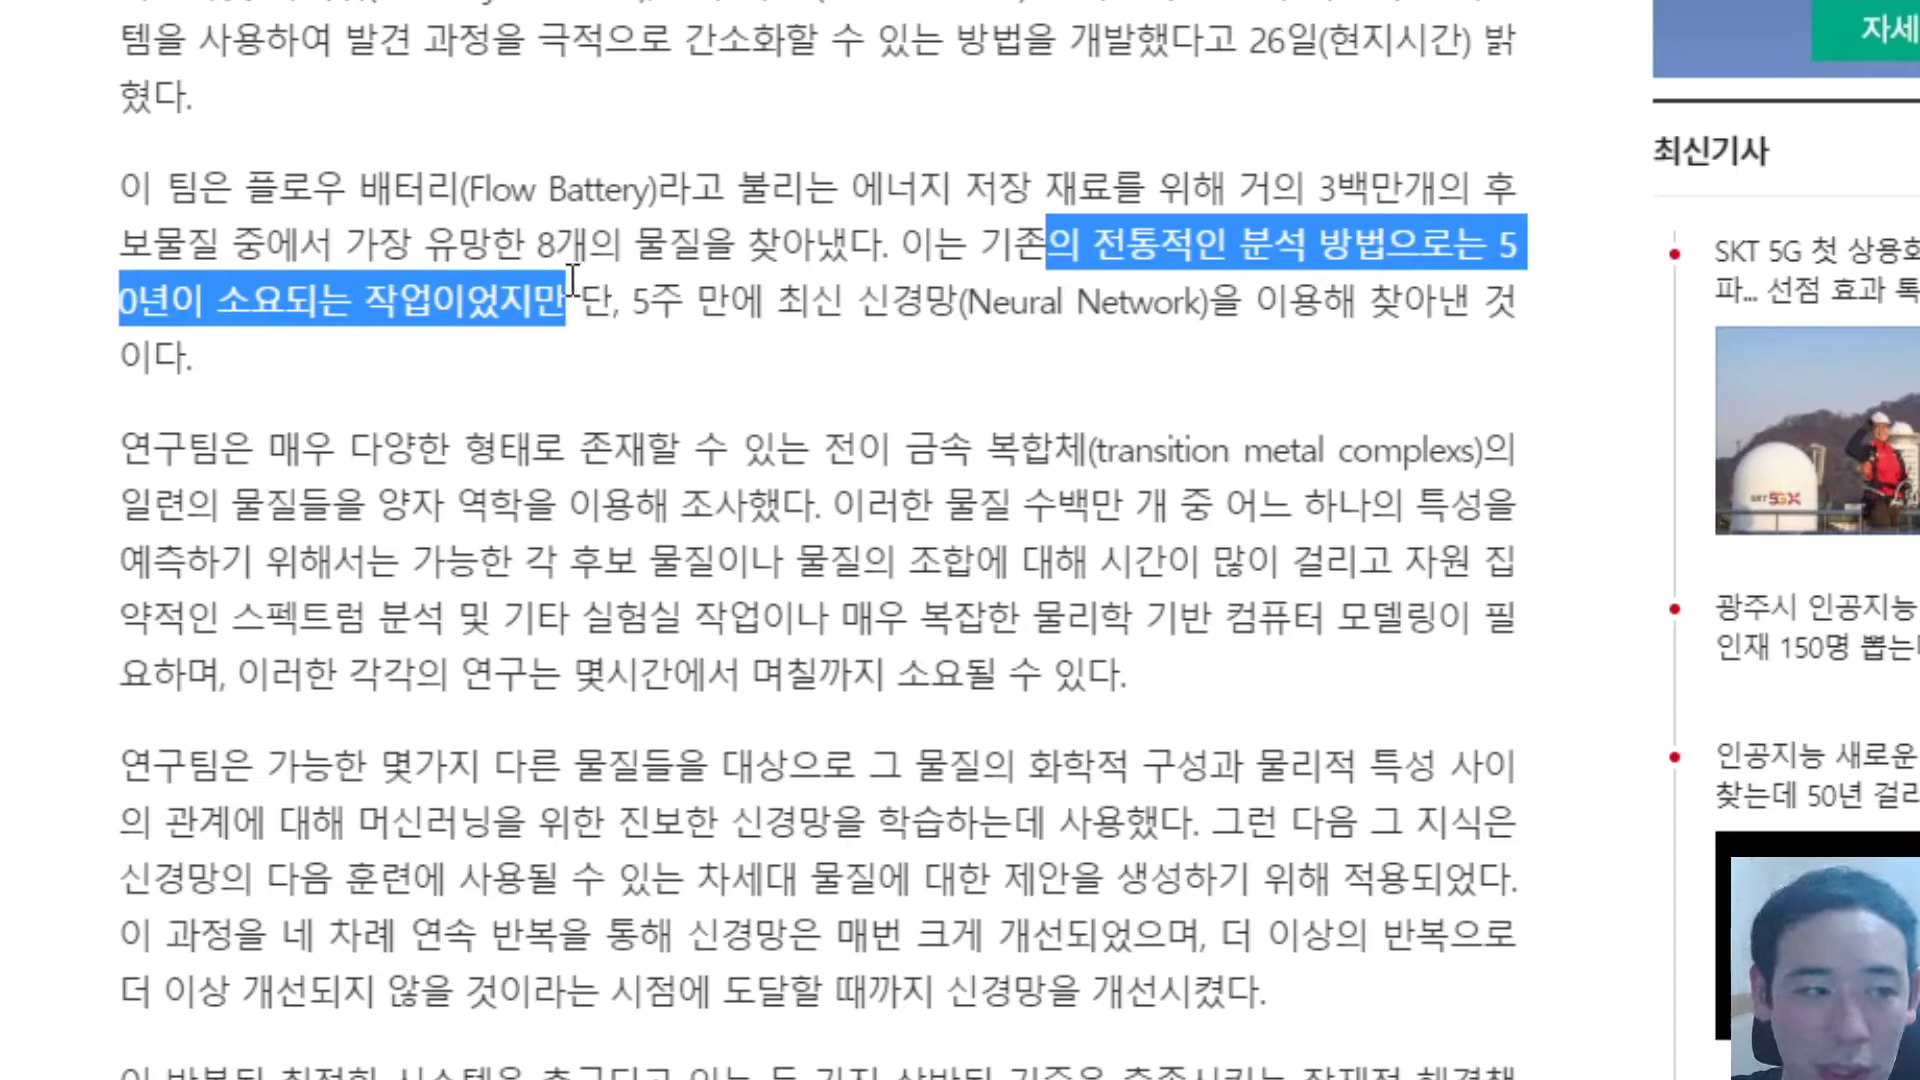 템을 사용하여 발견 과정을 극적으로 간소화할 수 있는 방법을 개발했다고 26일(현지시간) 밝
혔다.
이 팀은 플로우 배터리(Flow Battery)라고 불리는 에너지 저장 재료를 위해 거의 3백만개의 후
보물질 중에서 가장 유망한 8개의 물질을 찾아냈다. 이는 기존의 전통적인 분석 방법으로는 5
0년이 소요되는 작업이었지만 단, 5주 만에 최신 신경망(Neural Network)을 이용해 찾아낸 것
이다.
연구팀은 매우 다양한 형태로 존재할 수 있는 전이 금속 복합체(transition metal complexs)의
일련의 물질들을 양자 역학을 이용해 조사했다. 이러한 물질 수백만 개 중 어느 하나의 특성을
예측하기 위해서는 가능한 각 후보 물질이나 물질의 조합에 대해 시간이 많이 걸리고 자원 집
약적인 스펙트럼 분석 및 기타 실험실 작업이나 매우 복잡한 물리학 기반 컴퓨터 모델링이 필
요하며, 이러한 각각의 연구는 몇시간에서 며칠까지 소요될 수 있다.
연구팀은 가능한 몇가지 다른 물질들을 대상으로 그 물질의 화학적 구성과 물리적 특성 사이
의 관계에 대해 머신러닝을 위한 진보한 신경망을 학습하는데 사용했다. 그런 다음 그 지식은
신경망의 다음 훈련에 사용될 수 있는 차세대 물질에 대한 제안을 생성하기 위해 적용되었다.
이 과정을 네 차례 연속 반복을 통해 신경망은 매번 크게 개선되었으며, 더 이상의 반복으로
더 이상 개선되지 않을 것이라는 시점에 도달할 때까지 신경망을 개선시켰다.
자세
최신기사
SKT 5G 첫 상용화
파... 선점 효과 톡
SKT 5GX
광주시 인공지능
인재 150명 뽑는
인공지능 새로운
찾는데 50년 걸리